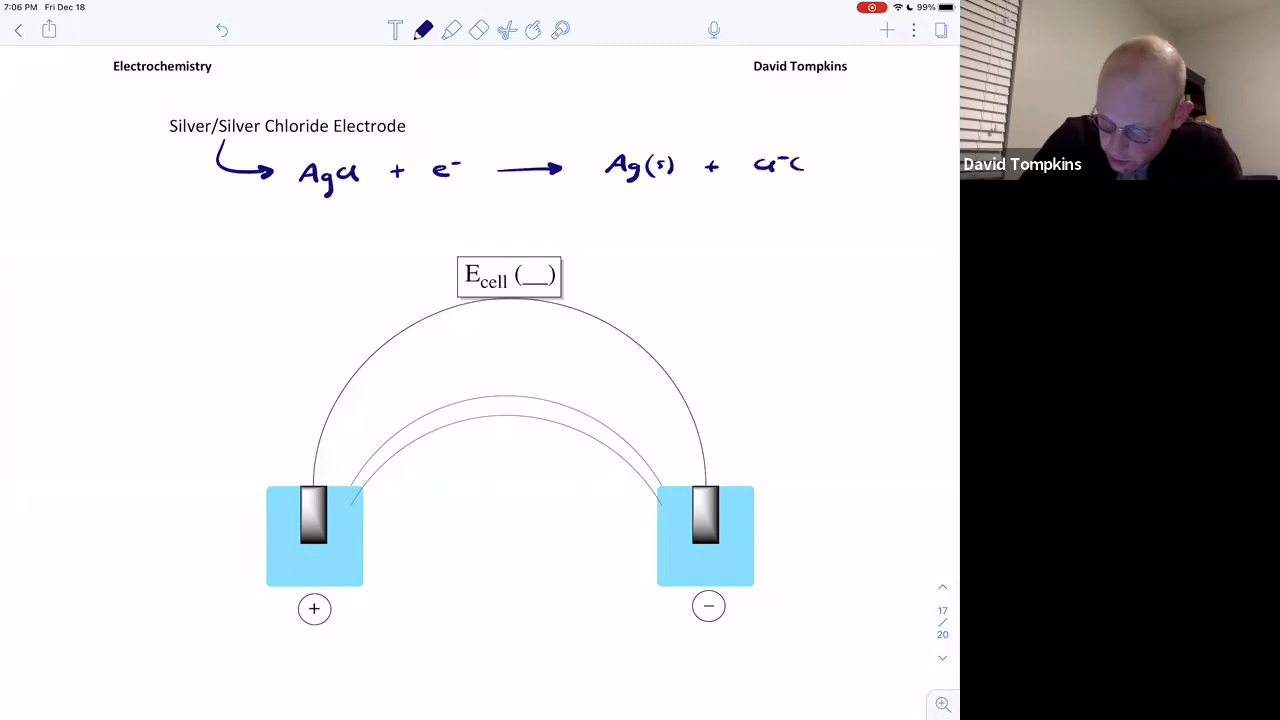 7:06 PM Fri Dec 18
99%
Electrochemistry
David Tompkins
Silver/Silver Chloride Electrode
AgCl + e⁻ → Ag(s) + Cl⁻(
E_cell (__)
+
−
17
/
20
David Tompkins